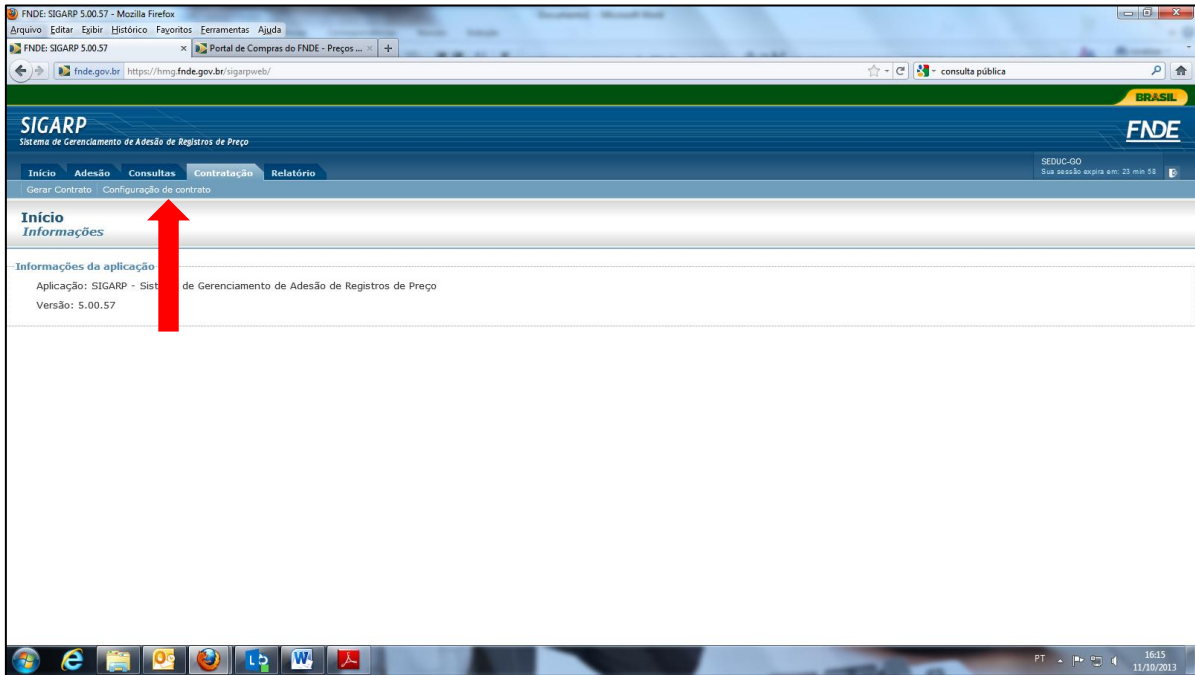 FNDE: SIGARP 5.00.57 - Mozilla Firefox
Arquivo Editar Exibir Histórico Favoritos Ferramentas Ajuda
FNDE: SIGARP 5.00.57 × Portal de Compras do FNDE - Preços ... × +
fnde.gov.br https://hmg.fnde.gov.br/sigarpweb/ consulta pública
BRASIL
SIGARP
Sistema de Gerenciamento de Adesão de Registros de Preço
FNDE
SEDUC-GO
Início Adesão Consultas Contratação Relatório Sua sessão expira em: 23 min 58
Gerar Contrato Configuração de contrato
Início
Informações
Informações da aplicação
Aplicação: SIGARP - Sist de Gerenciamento de Adesão de Registros de Preço
Versão: 5.00.57
PT 16:15
11/10/2013